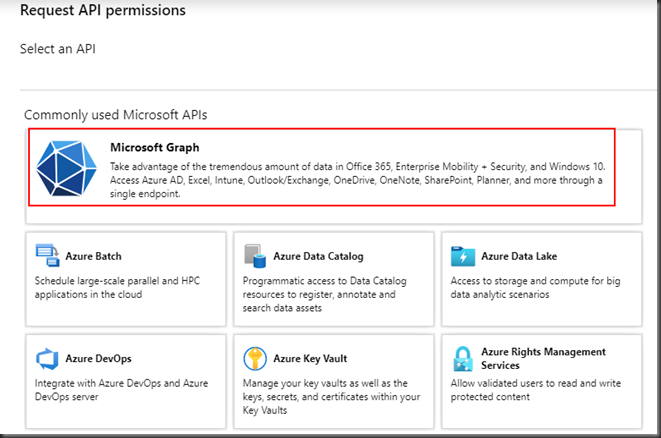 Request API permissions
Select an API
Commonly used Microsoft APIs
Microsoft Graph
Take advantage of the tremendous amount of data in Office 365, Enterprise Mobility + Security, and Windows 10.
Access Azure AD, Excel, Intune, Outlook/Exchange, OneDrive, OneNote, SharePoint, Planner, and more through a
single endpoint.
Azure Batch
Schedule large-scale parallel and HPC
applications in the cloud
Azure Data Catalog
Programmatic access to Data Catalog
resources to register, annotate and
search data assets
Azure Data Lake
Access to storage and compute for big
data analytic scenarios
Azure DevOps
Integrate with Azure DevOps and Azure
DevOps server
Azure Key Vault
Manage your key vaults as well as the
keys, secrets, and certificates within your
Key Vaults
Azure Rights Management
Services
Allow validated users to read and write
protected content